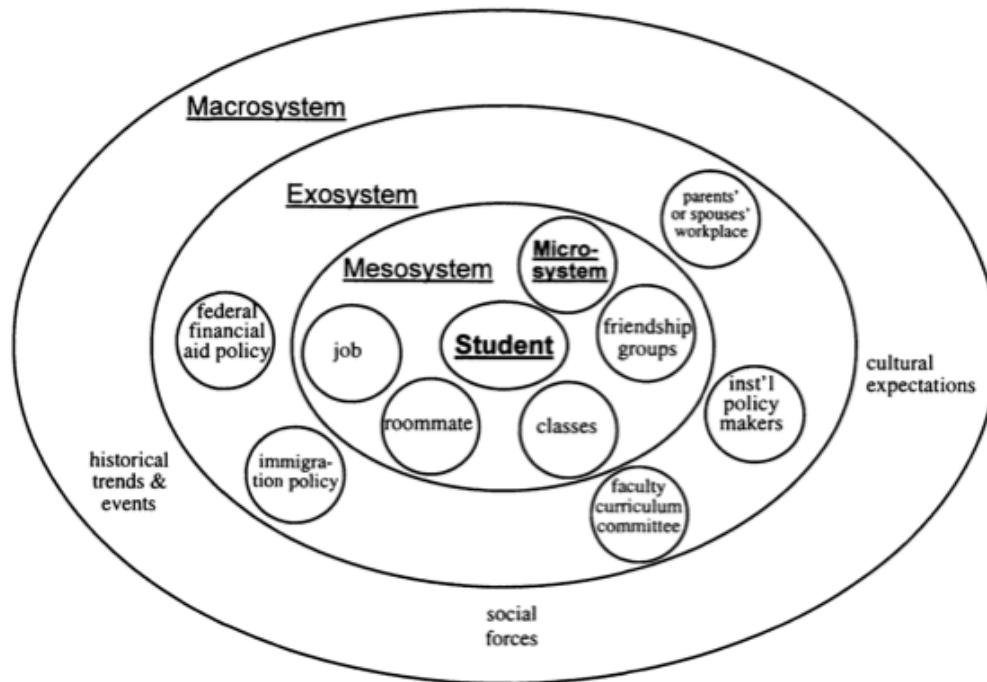 Macrosystem
Exosystem
parents'
or spouses'
workplace
Micro-
system
Mesosystem
federal
financial
aid policy
job
Student
friendship
groups
cultural
expectations
inst'l
policy
makers
roommate
classes
historical
trends &
events
immigra-
tion policy
faculty
curriculum
committee
social
forces